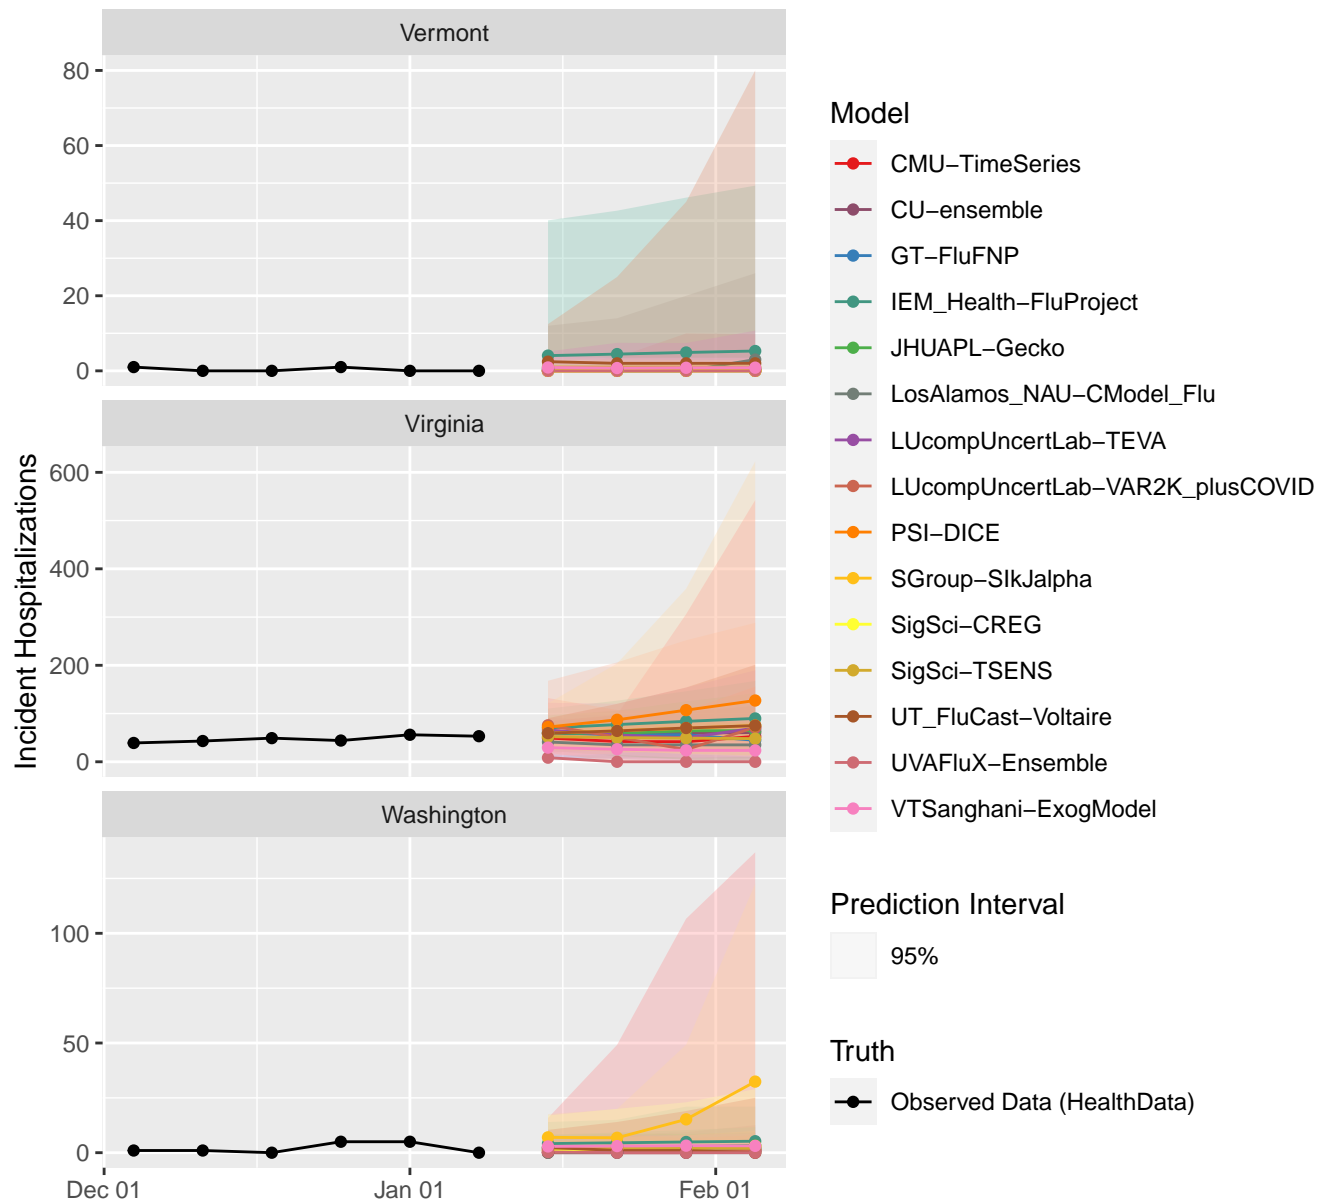 Vermont
80
60
40
20
0
Virginia
600
400
200
0
Washington
100
50
0
Dec 01
Jan 01
Feb 01
Incident Hospitalizations
Model
CMU−TimeSeries
CU−ensemble
GT−FluFNP
IEM_Health−FluProject
JHUAPL−Gecko
LosAlamos_NAU−CModel_Flu
LUcompUncertLab−TEVA
LUcompUncertLab−VAR2K_plusCOVID
PSI−DICE
SGroup−SIkJalpha
SigSci−CREG
SigSci−TSENS
UT_FluCast−Voltaire
UVAFluX−Ensemble
VTSanghani−ExogModel
Prediction Interval
95%
Truth
Observed Data (HealthData)